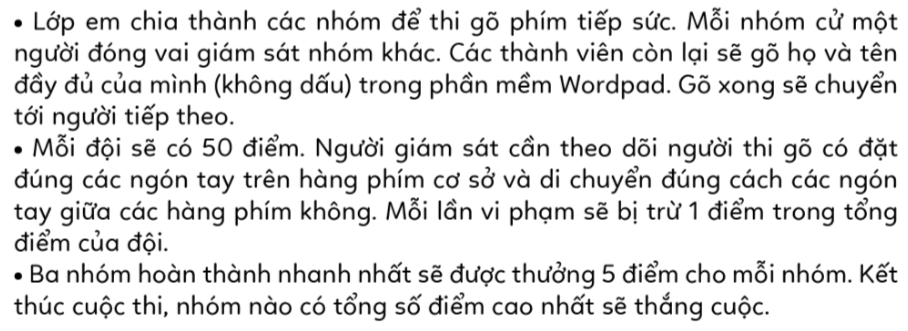 • Lớp em chia thành các nhóm để thi gõ phím tiếp sức. Mỗi nhóm cử một
người đóng vai giám sát nhóm khác. Các thành viên còn lại sẽ gõ họ và tên
đầy đủ của mình (không dấu) trong phần mềm Wordpad. Gõ xong sẽ chuyển
tới người tiếp theo.
• Mỗi đội sẽ có 50 điểm. Người giám sát cần theo dõi người thi gõ có đặt
đúng các ngón tay trên hàng phím cơ sở và di chuyển đúng cách các ngón
tay giữa các hàng phím không. Mỗi lần vi phạm sẽ bị trừ 1 điểm trong tổng
điểm của đội.
• Ba nhóm hoàn thành nhanh nhất sẽ được thưởng 5 điểm cho mỗi nhóm. Kết
thúc cuộc thi, nhóm nào có tổng số điểm cao nhất sẽ thắng cuộc.